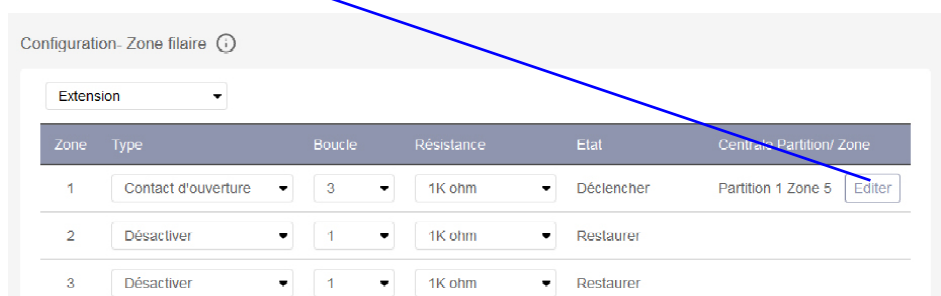 Configuration- Zone filaire
Extension
Zone Type Boucle Résistance Etat Centrale Partition/ Zone
1 Contact d'ouverture 3 1K ohm Déclencher Partition 1 Zone 5 Editer
2 Désactiver 1 1K ohm Restaurer
3 Désactiver 1 1K ohm Restaurer